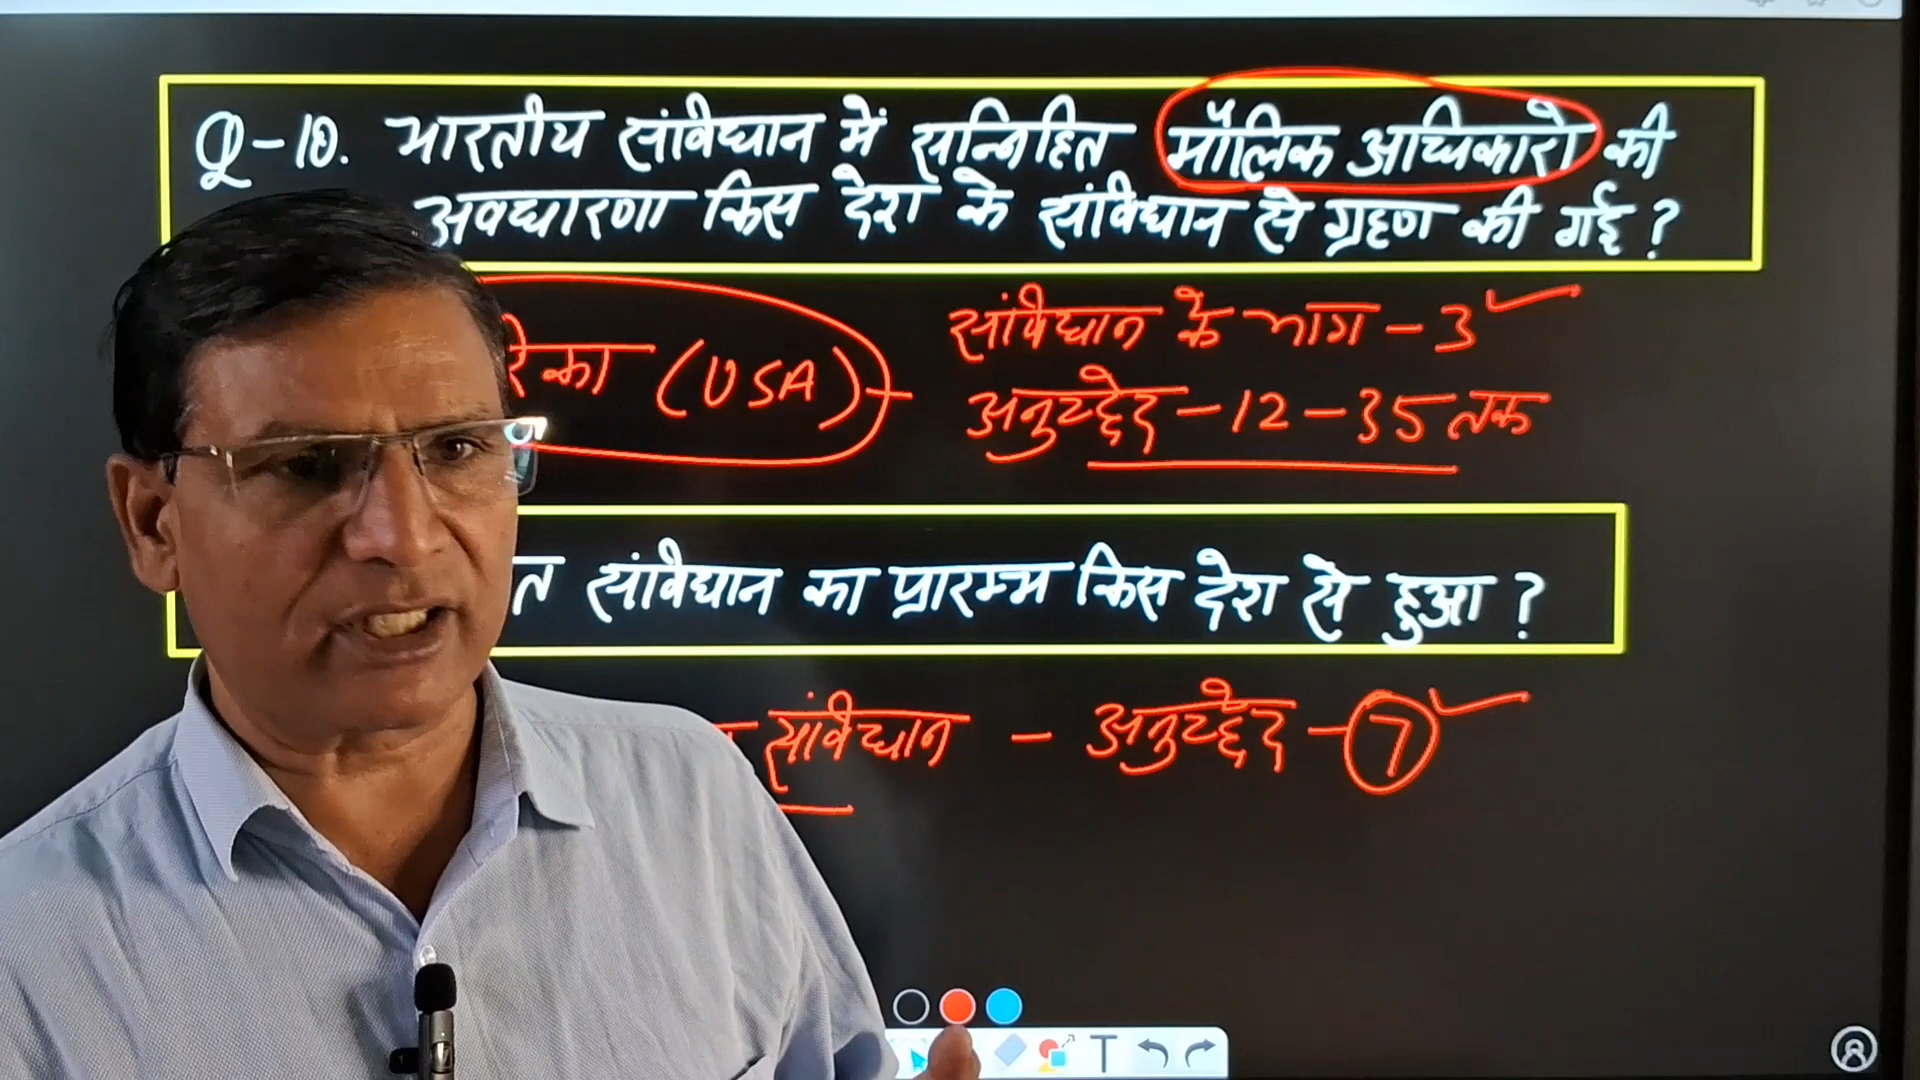 Q-10. भारतीय संविधान में सन्निहित मौलिक अधिकारो की
अवधारणा किस देश के संविधान से ग्रहण की गई ?
रिका (USA) - संविधान के भाग - 3
अनुच्छेद - 12 - 35 तक
त संविधान का प्रारम्भ किस देश से हुआ ?
संविधान - अनुच्छेद - 7
T